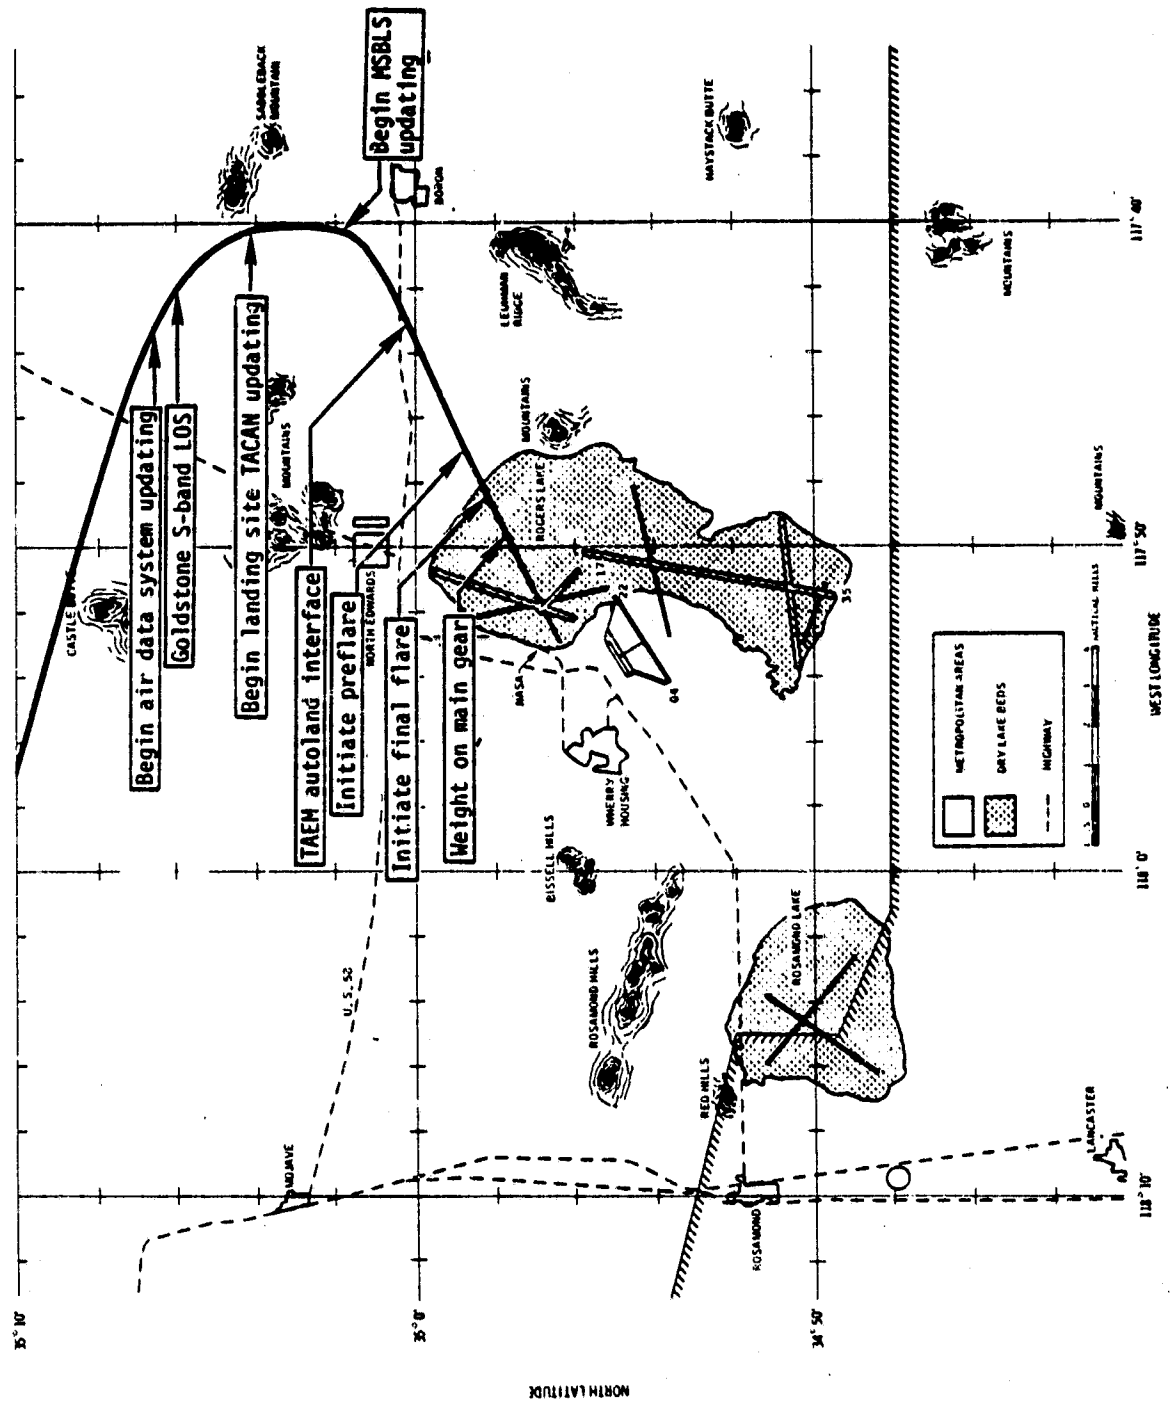 SADDLEBACK
MOUNTAIN
Begin MSBLS
updating
BORON
HAYSTACK BUTTE
LEUHMAN
RIDGE
MOUNTAINS
MOUNTAINS
MOUNTAINS
MOUNTAINS
Begin air data system updating
Goldstone S-band LOS
Begin landing site TACAN updating
TAEM autoland interface
Initiate preflare
Initiate final flare
Weight on main gear
NORTH EDWARDS
ROGERS LAKE
NASA
17
22
04
35
WHERRY
HOUSING
BISSELL HILLS
ROSAMOND HILLS
ROSAMOND LAKE
RED HILLS
U.S. 58
MOJAVE
ROSAMOND
LANCASTER
METROPOLITAN AREAS
DRY LAKE BEDS
HIGHWAY
35° 10'
35° 0'
34° 50'
NORTH LATITUDE
117° 40'
117° 50'
118° 0'
118° 10'
WEST LONGITUDE